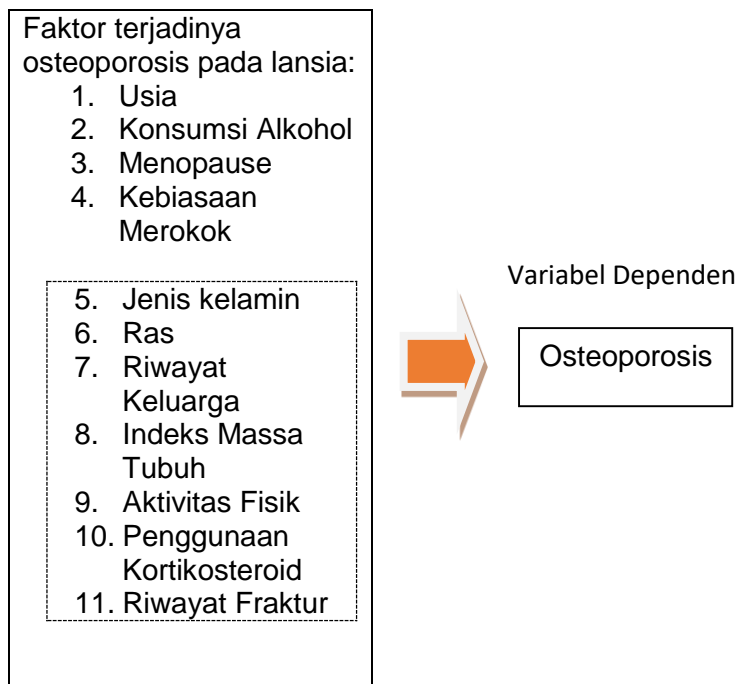 Faktor terjadinya
osteoporosis pada lansia:
1. Usia
2. Konsumsi Alkohol
3. Menopause
4. Kebiasaan
Merokok
5. Jenis kelamin
6. Ras
7. Riwayat
Keluarga
8. Indeks Massa
Tubuh
9. Aktivitas Fisik
10. Penggunaan
Kortikosteroid
11. Riwayat Fraktur
Variabel Dependen
Osteoporosis